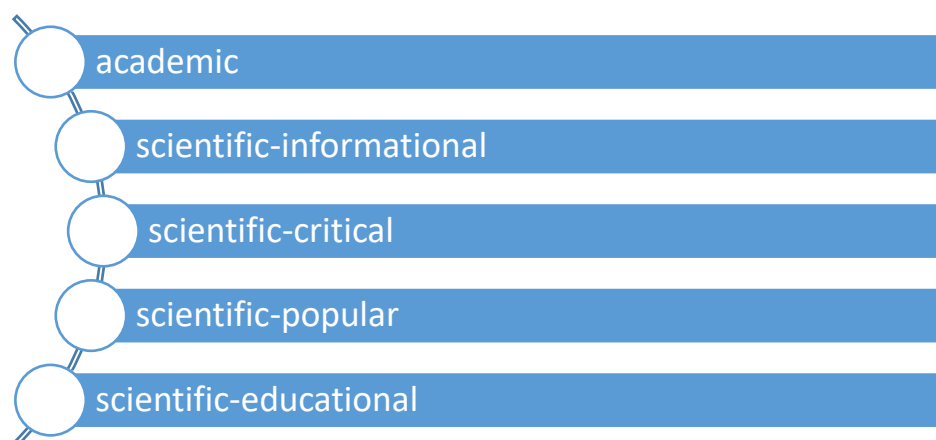 academic
scientific-informational
scientific-critical
scientific-popular
scientific-educational